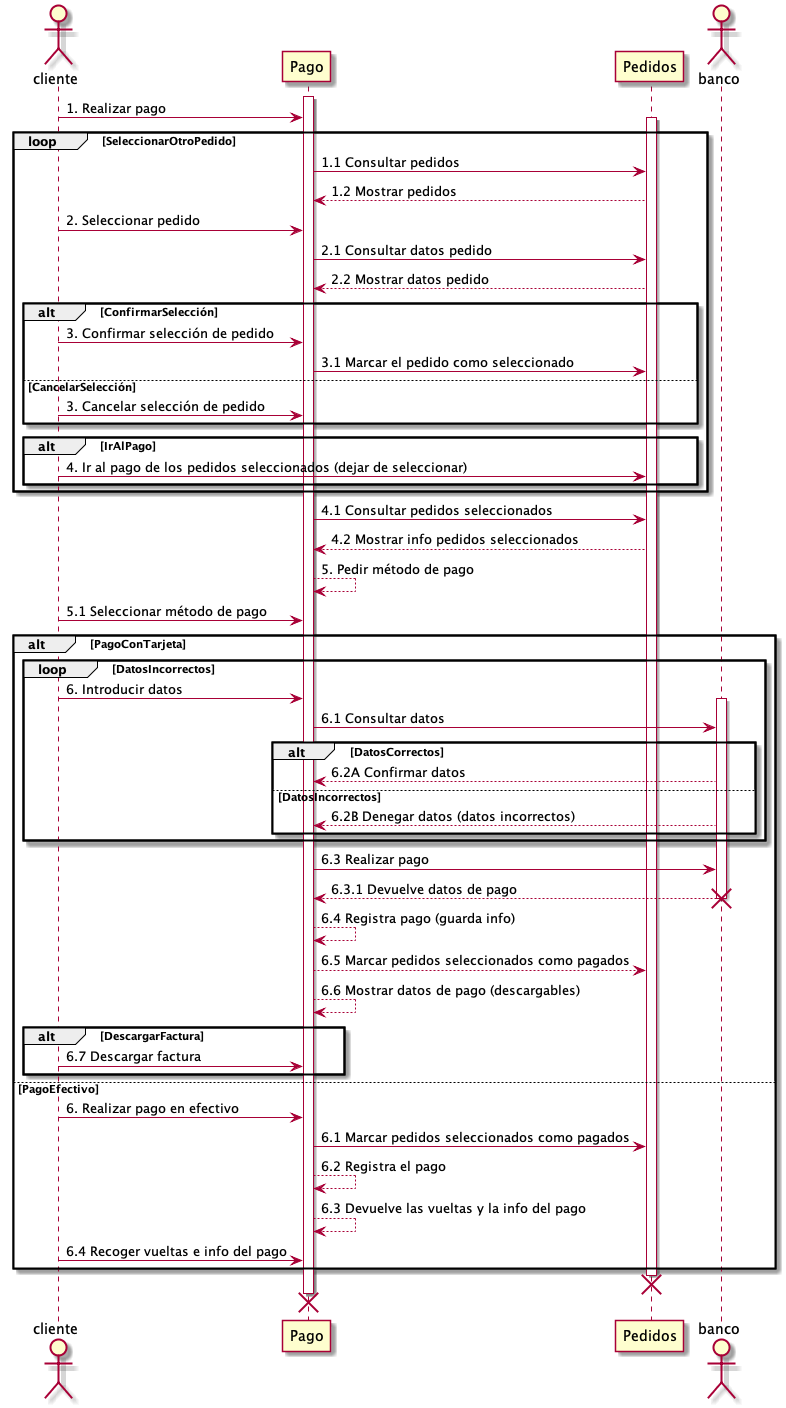 cliente
Pago
Pedidos
banco
1. Realizar pago
loop [SeleccionarOtroPedido]
1.1 Consultar pedidos
1.2 Mostrar pedidos
2. Seleccionar pedido
2.1 Consultar datos pedido
2.2 Mostrar datos pedido
alt [ConfirmarSelección]
3. Confirmar selección de pedido
3.1 Marcar el pedido como seleccionado
[CancelarSelección]
3. Cancelar selección de pedido
alt [IrAlPago]
4. Ir al pago de los pedidos seleccionados (dejar de seleccionar)
4.1 Consultar pedidos seleccionados
4.2 Mostrar info pedidos seleccionados
5. Pedir método de pago
5.1 Seleccionar método de pago
alt [PagoConTarjeta]
loop [DatosIncorrectos]
6. Introducir datos
6.1 Consultar datos
alt [DatosCorrectos]
6.2A Confirmar datos
[DatosIncorrectos]
6.2B Denegar datos (datos incorrectos)
6.3 Realizar pago
6.3.1 Devuelve datos de pago
6.4 Registra pago (guarda info)
6.5 Marcar pedidos seleccionados como pagados
6.6 Mostrar datos de pago (descargables)
alt [DescargarFactura]
6.7 Descargar factura
[PagoEfectivo]
6. Realizar pago en efectivo
6.1 Marcar pedidos seleccionados como pagados
6.2 Registra el pago
6.3 Devuelve las vueltas y la info del pago
6.4 Recoger vueltas e info del pago
cliente
Pago
Pedidos
banco